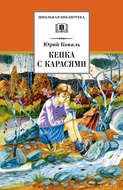 ШКОЛЬНАЯ БИБЛИОТЕКА
ЮРИЙ КОВАЛЬ
КЕПКА
С КАРАСЯМИ